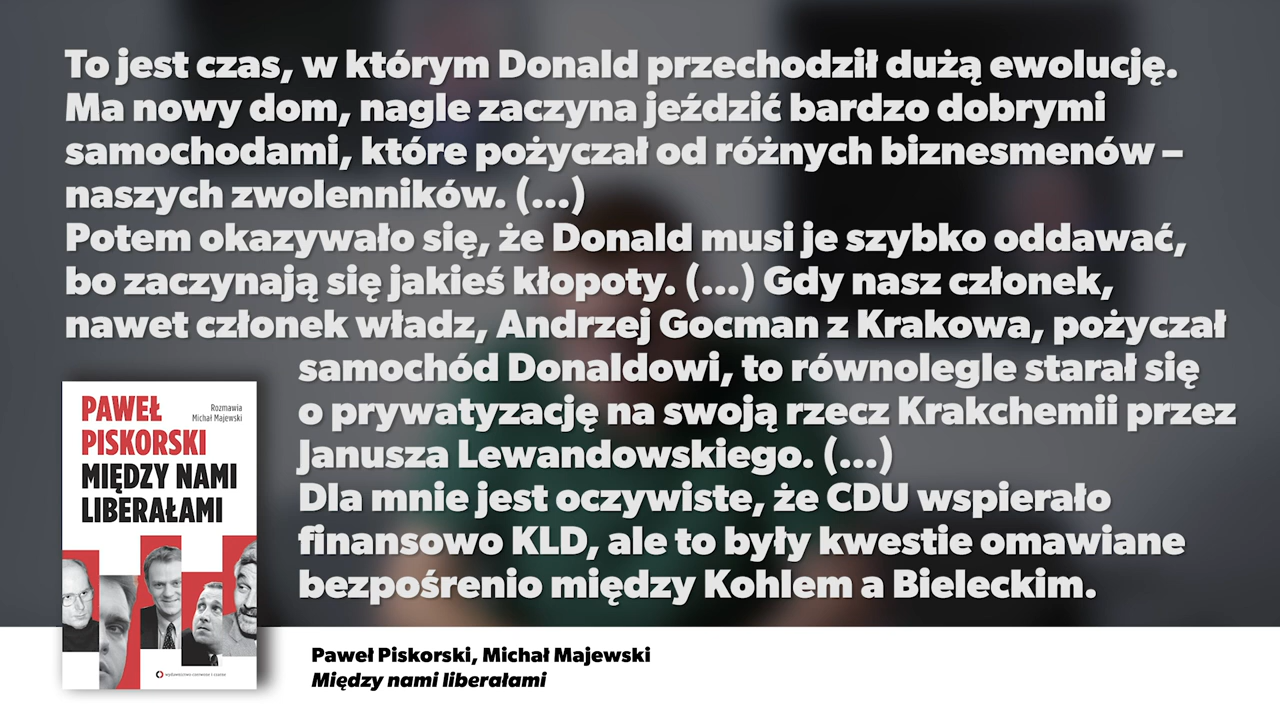 To jest czas, w którym Donald przechodził dużą ewolucję.
Ma nowy dom, nagle zaczyna jeździć bardzo dobrymi
samochodami, które pożyczał od różnych biznesmenów –
naszych zwolenników. (...)
Potem okazywało się, że Donald musi je szybko oddawać,
bo zaczynają się jakieś kłopoty. (...) Gdy nasz członek,
nawet członek władz, Andrzej Gocman z Krakowa, pożyczał
samochód Donaldowi, to równolegle starał się
o prywatyzację na swoją rzecz Krakchemii przez
Janusza Lewandowskiego. (...)
Dla mnie jest oczywiste, że CDU wspierało
finansowo KLD, ale to były kwestie omawiane
bezpośrenio między Kohlem a Bieleckim.
PAWEŁ
PISKORSKI
Rozmawia
Michał Majewski
MIĘDZY NAMI
LIBERAŁAMI
Paweł Piskorski, Michał Majewski
Między nami liberałami